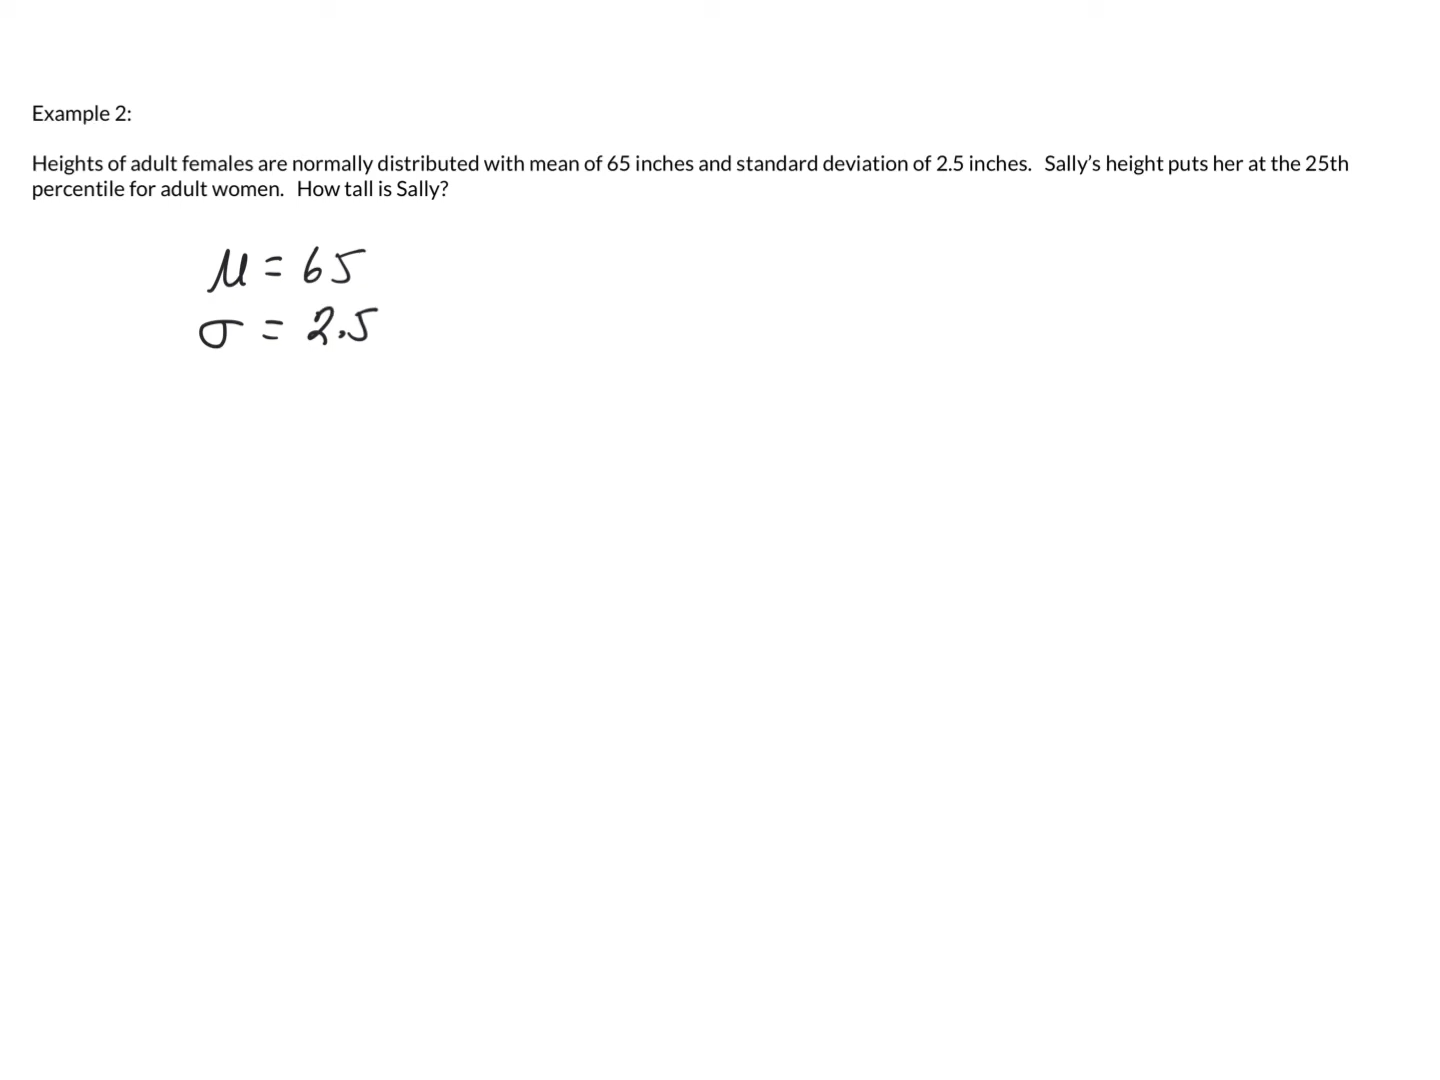 Example 2:
Heights of adult females are normally distributed with mean of 65 inches and standard deviation of 2.5 inches. Sally’s height puts her at the 25th
percentile for adult women. How tall is Sally?
μ = 65
σ = 2.5